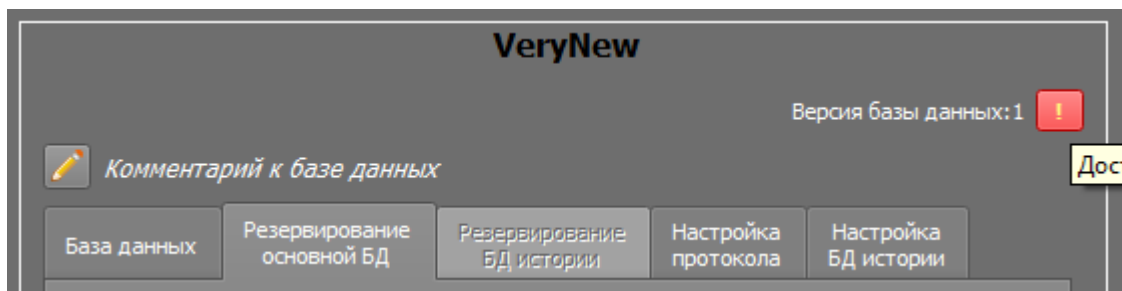 VeryNew
Версия базы данных:1 !
Комментарий к базе данных
База данных
Резервирование
основной БД
Резервирование
БД истории
Настройка
протокола
Настройка
БД истории